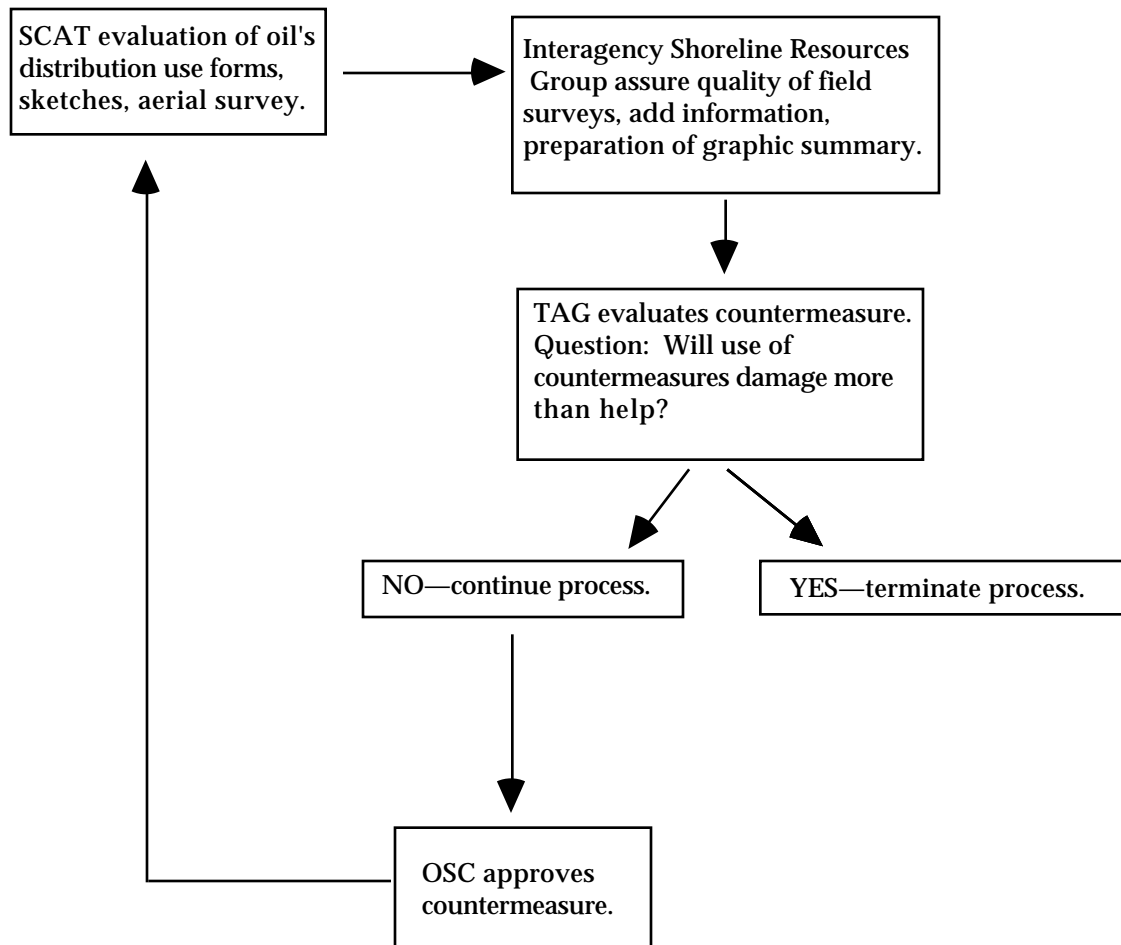 SCAT evaluation of oil's
distribution use forms,
sketches, aerial survey.
Interagency Shoreline Resources
Group assure quality of field
surveys, add information,
preparation of graphic summary.
TAG evaluates countermeasure.
Question: Will use of
countermeasures damage more
than help?
NO—continue process.
YES—terminate process.
OSC approves
countermeasure.